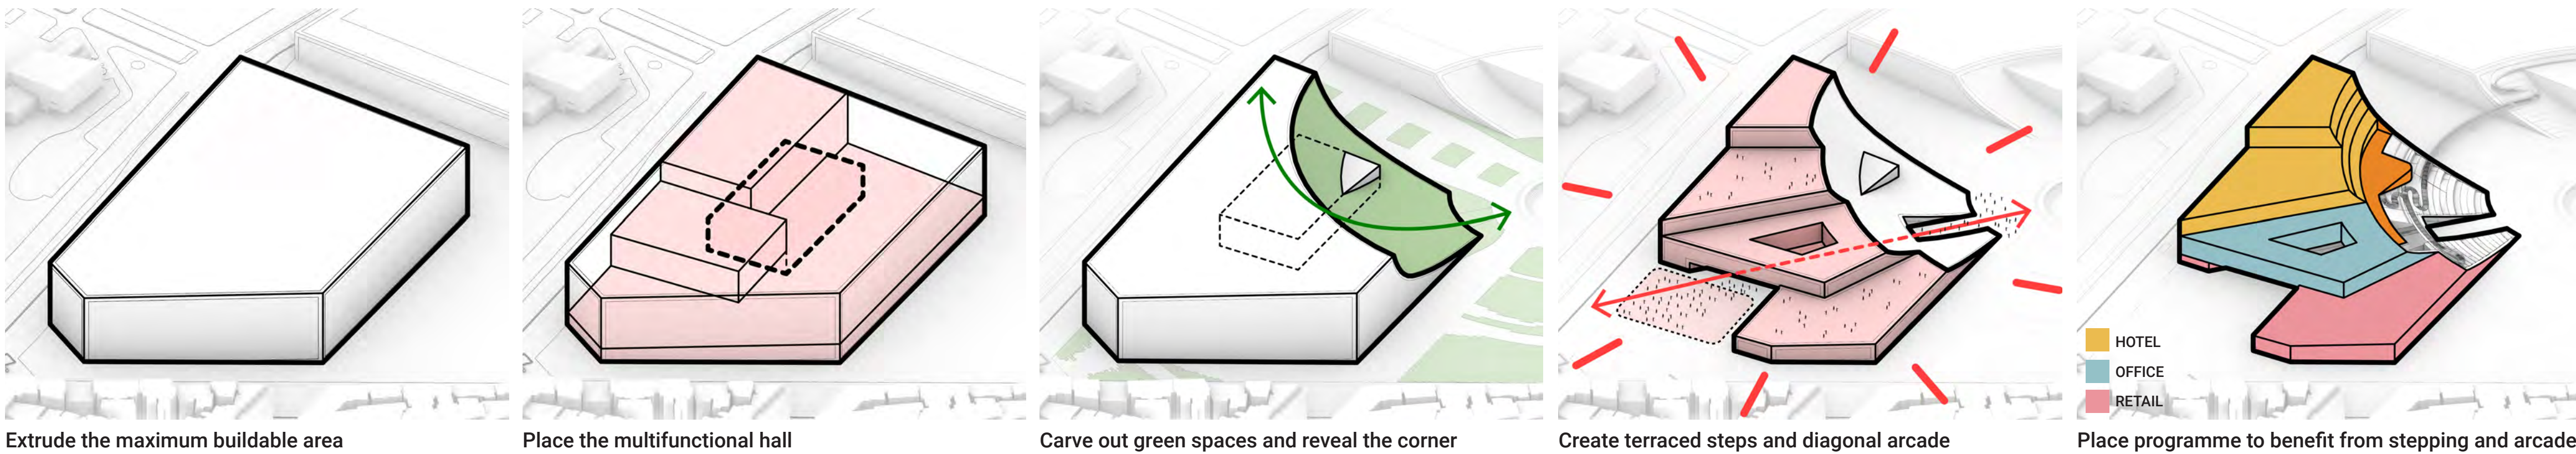 HOTEL
OFFICE
RETAIL
Extrude the maximum buildable area
Place the multifunctional hall
Carve out green spaces and reveal the corner
Create terraced steps and diagonal arcade
Place programme to benefit from stepping and arcade